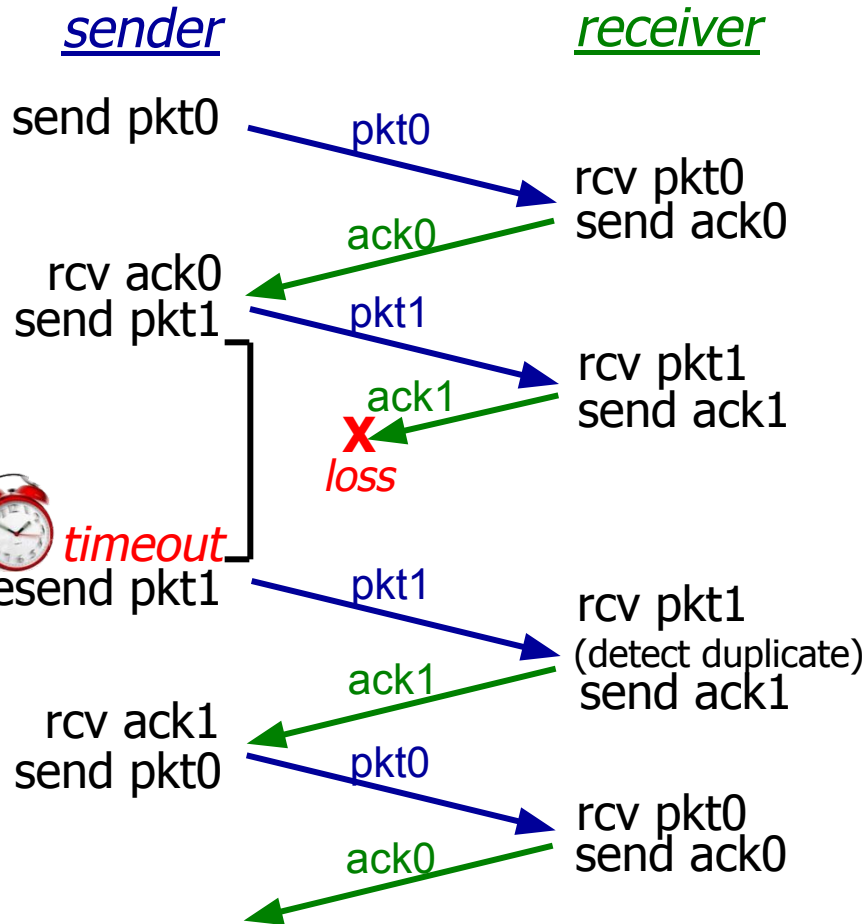 sender
receiver
send pkt0
pkt0
rcv pkt0
send ack0
ack0
rcv ack0
send pkt1
pkt1
rcv pkt1
send ack1
ack1
X
loss
timeout
esend pkt1
pkt1
rcv pkt1
(detect duplicate)
send ack1
ack1
rcv ack1
send pkt0
pkt0
rcv pkt0
send ack0
ack0